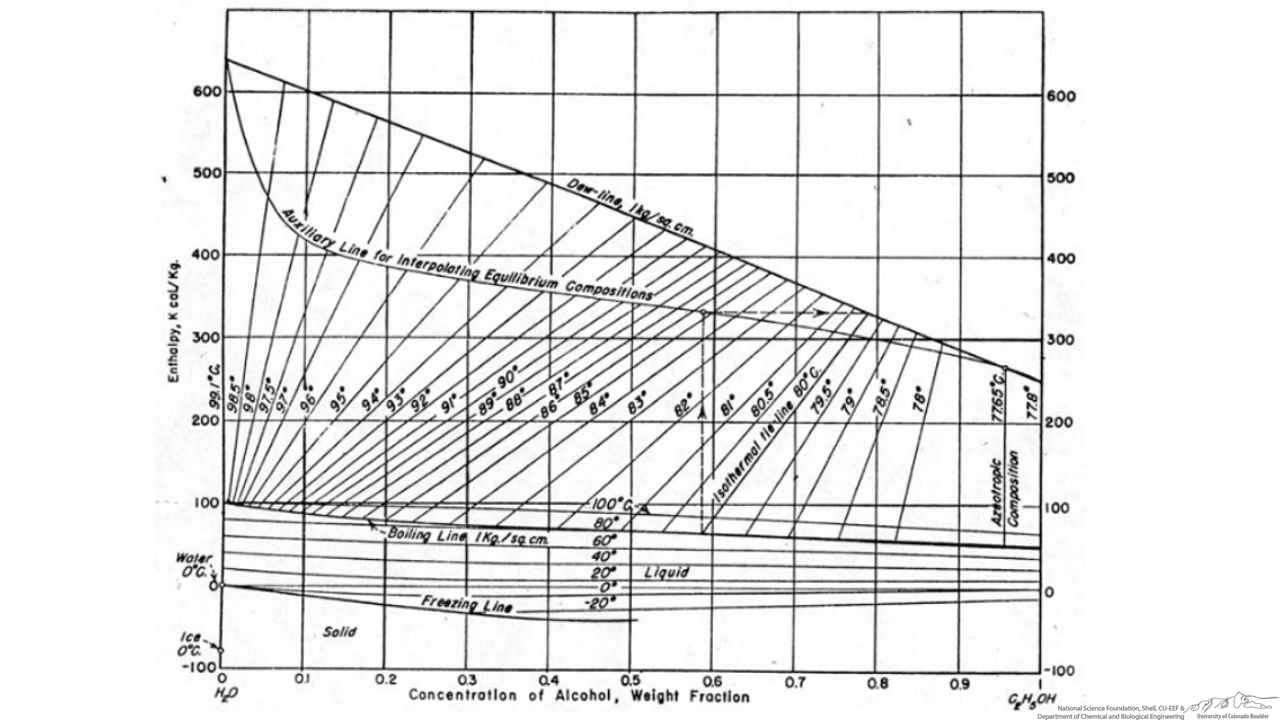 600
500
400
300
200
100
0
-100
600
500
400
300
200
100
0
-100
Enthalpy, K cal/Kg.
Dew-line, 1kg/sq.cm.
Auxiliary Line for Interpolating Equilibrium Compositions
99.1°C.
98.5°
98°
97.5°
97°
96°
95°
94°
93°
92°
91°
90°
89°
88°
87°
86°
85°
84°
83°
82°
81°
80.5°
Isothermal tie line 80°C.
79.5°
79°
78.5°
78°
77.65°C.
77.8°
Azeotropic
Composition
100°C.
80°
60°
40°
20°
0°
-20°
Boiling Line 1Kg./sq.cm.
Liquid
Freezing Line
Solid
Water
0°C.
Ice
0°C.
0
0.1
0.2
0.3
0.4
0.5
0.6
0.7
0.8
0.9
1
H₂O
Concentration of Alcohol, Weight Fraction
C₂H₅OH
National Science Foundation, Shell, CU-EEF &
Department of Chemical and Biological Engineering
University of Colorado Boulder